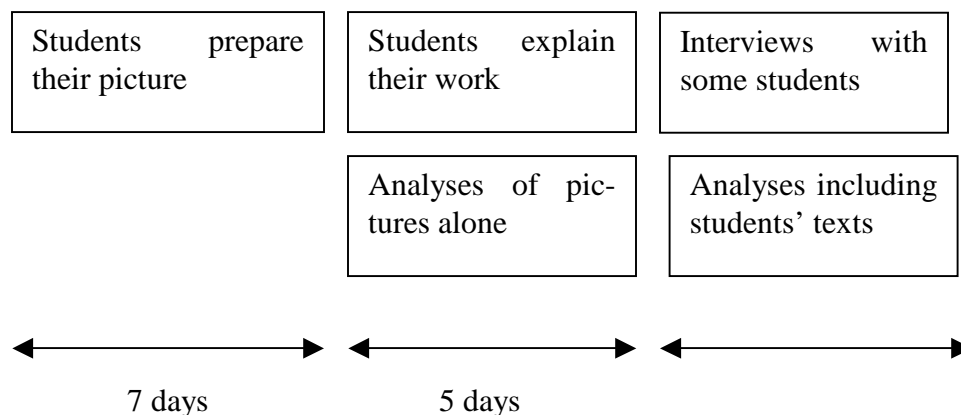 Students prepare
their picture
Students explain
their work
Interviews with
some students
Analyses of pic-
tures alone
Analyses including
students’ texts
7 days
5 days